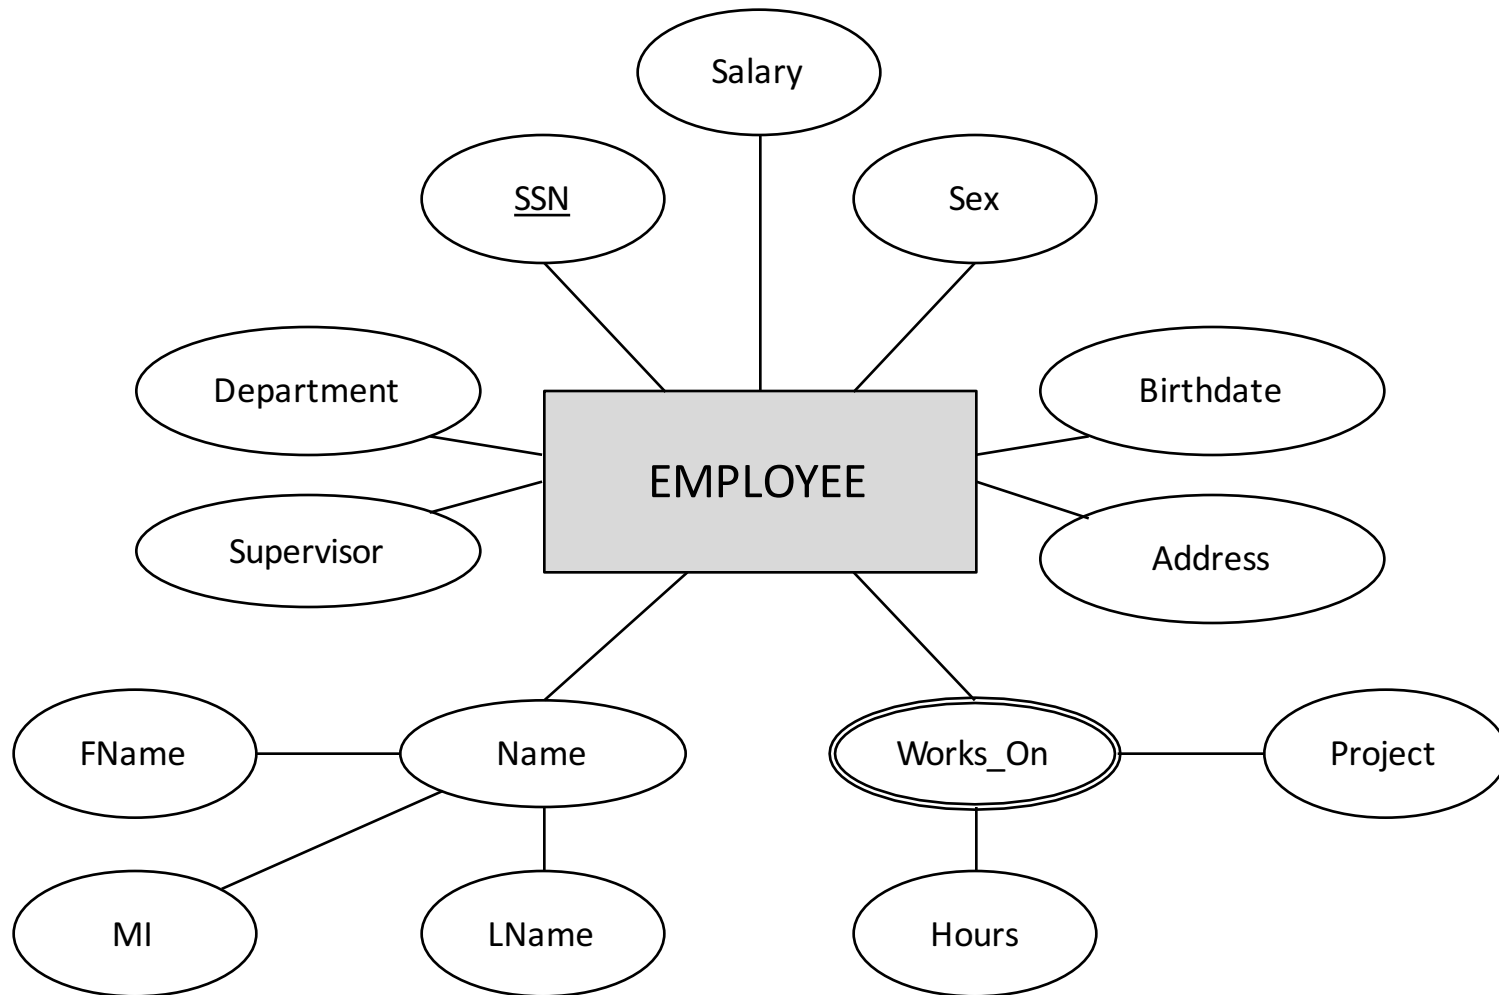 Salary
SSN
Sex
Department
Birthdate
EMPLOYEE
Supervisor
Address
FName
Name
Works_On
Project
MI
LName
Hours